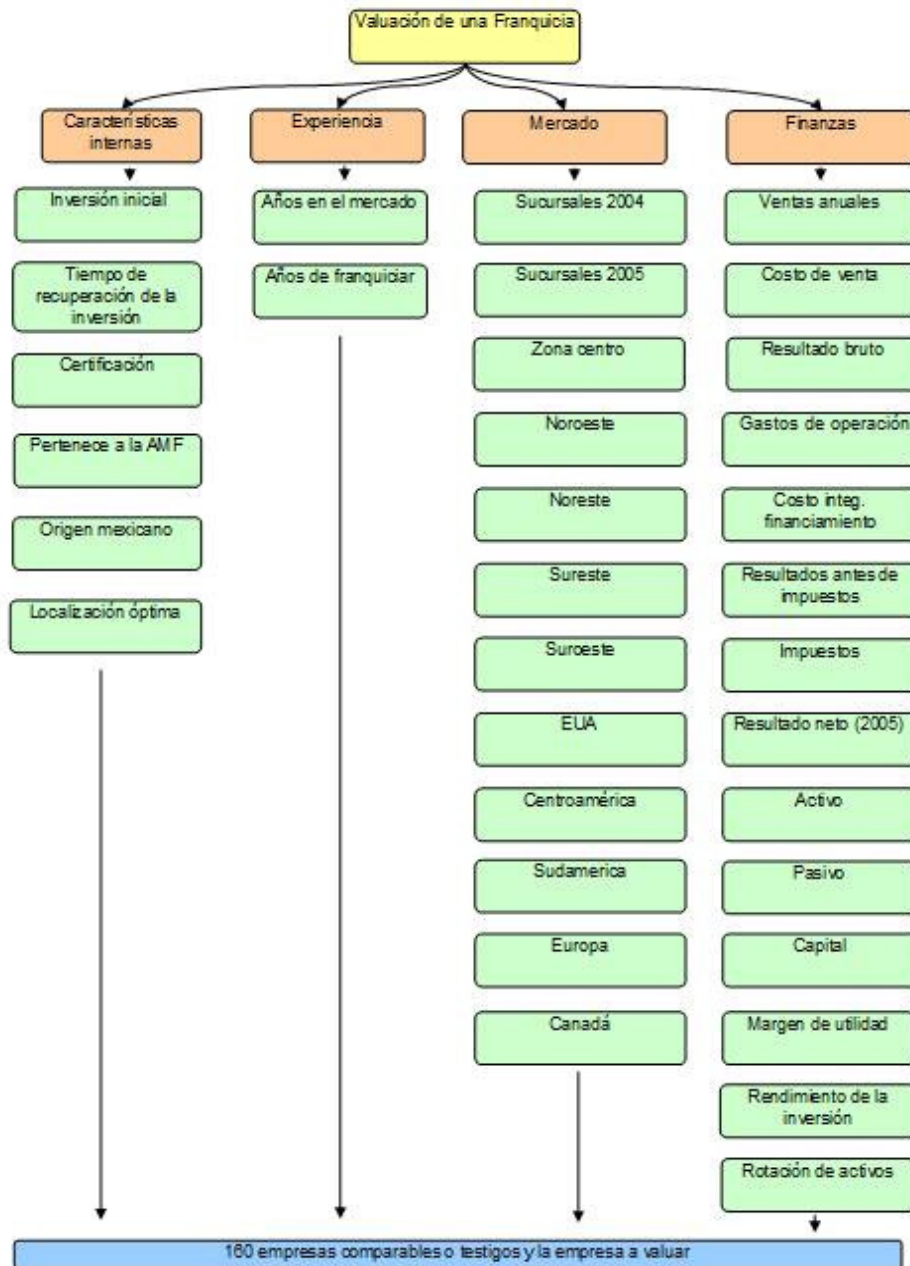 Valuación de una Franquicia
Características
internas
Inversión inicial
Tiempo de
recuperación de la
inversión
Certificación
Pertenece a la AMF
Origen mexicano
Localización óptima
Experiencia
Años en el mercado
Años de franquiciar
Mercado
Sucursales 2004
Sucursales 2005
Zona centro
Noroeste
Noreste
Sureste
Suroeste
EUA
Centroamérica
Sudamerica
Europa
Canadá
Finanzas
Ventas anuales
Costo de venta
Resultado bruto
Gastos de operación
Costo integ.
financiamiento
Resultados antes de
impuestos
Impuestos
Resultado neto (2005)
Activo
Pasivo
Capital
Margen de utilidad
Rendimiento de la
inversión
Rotación de activos
160 empresas comparables o testigos y la empresa a valuar